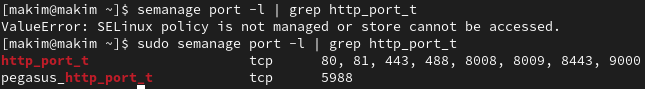 [makim@makim ~]$ semanage port -l | grep http_port_t
ValueError: SELinux policy is not managed or store cannot be accessed.
[makim@makim ~]$ sudo semanage port -l | grep http_port_t
http_port_t                    tcp      80, 81, 443, 488, 8008, 8009, 8443, 9000
pegasus_http_port_t            tcp      5988